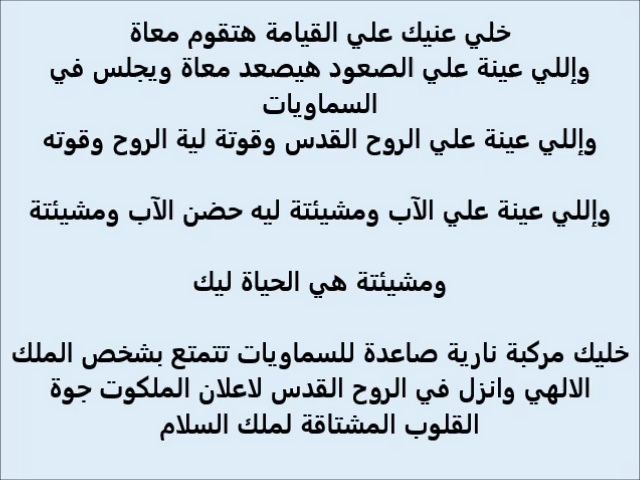 خلي عنيك علي القيامة هتقوم معاة
وإللي عينة علي الصعود هيصعد معاة ويجلس في
السماويات
وإللي عينة علي الروح القدس وقوتة لية الروح وقوته
وإللي عينة علي الآب ومشيئتة ليه حضن الآب ومشيئتة
ومشيئتة هي الحياة ليك
خليك مركبة نارية صاعدة للسماويات تتمتع بشخص الملك
الالهي وانزل في الروح القدس لاعلان الملكوت جوة
القلوب المشتاقة لملك السلام